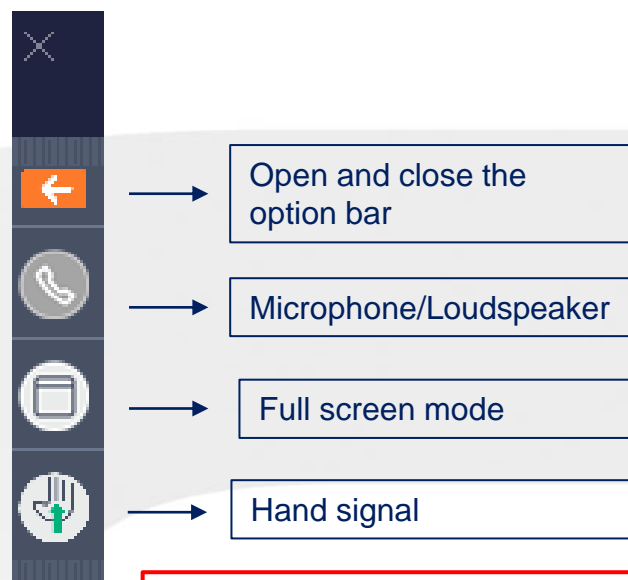 Open and close the
option bar
Microphone/Loudspeaker
Full screen mode
Hand signal